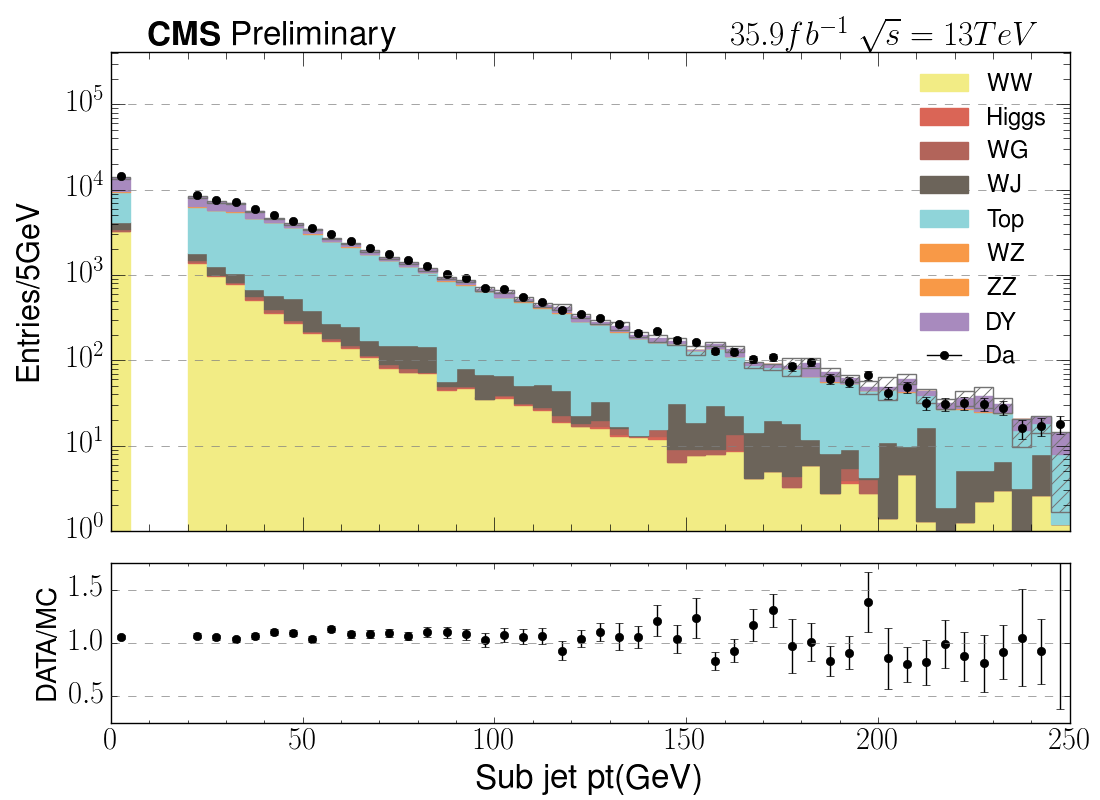 CMS Preliminary 35.9fb⁻¹ √s = 13TeV
Entries/5GeV
10⁵
10⁴
10³
10²
10¹
10⁰
WW
Higgs
WG
WJ
Top
WZ
ZZ
DY
Da
DATA/MC
1.5
1.0
0.5
0 50 100 150 200 250
Sub jet pt(GeV)